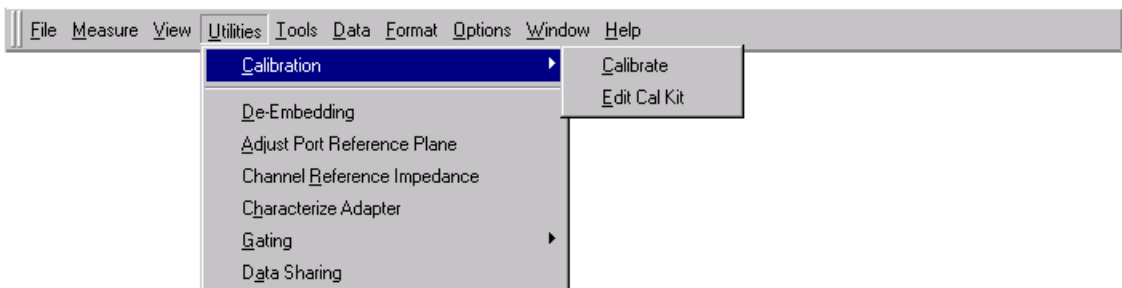 File Measure View Utilities Tools Data Format Options Window Help
Calibration Calibrate
Edit Cal Kit
De-Embedding
Adjust Port Reference Plane
Channel Reference Impedance
Characterize Adapter
Gating
Data Sharing